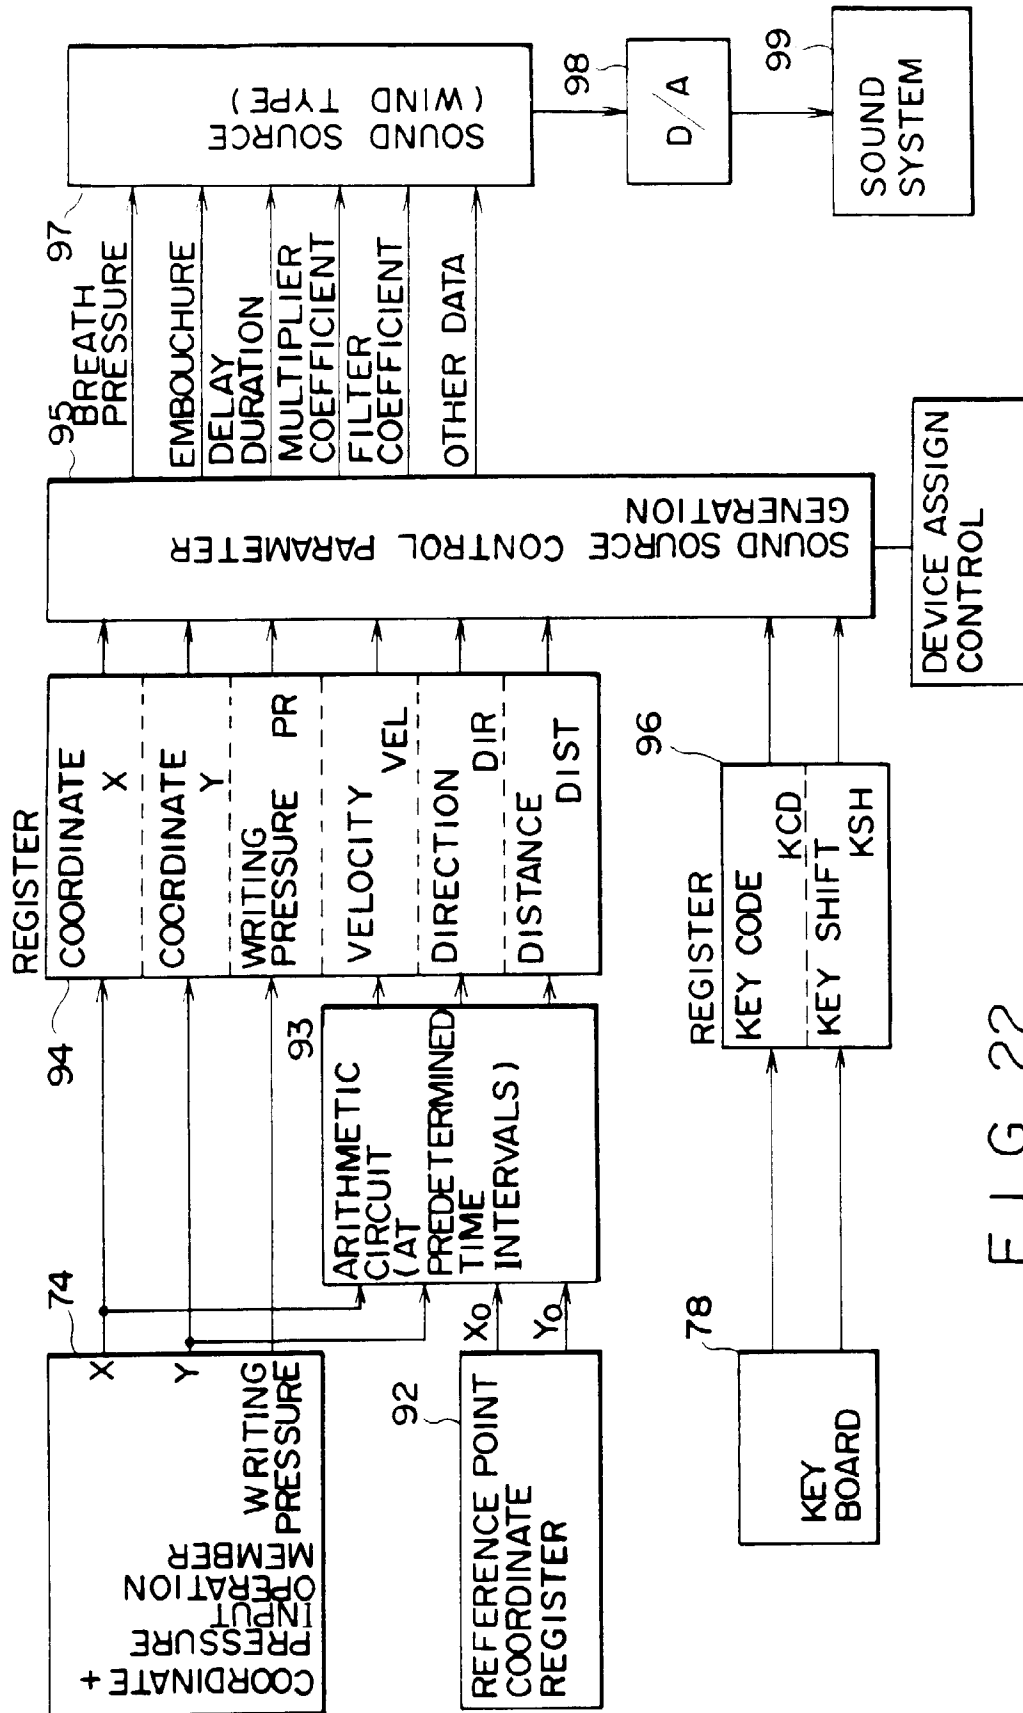 COORDINATE +
PRESSURE
INPUT
OPERATION
MEMBER
X
Y
WRITING
PRESSURE
74
REFERENCE POINT
COORDINATE
REGISTER
92
X0
Y0
ARITHMETIC
CIRCUIT
(AT
PREDETERMINED
TIME
INTERVALS)
93
REGISTER
94
COORDINATE
X
COORDINATE
Y
WRITING
PRESSURE PR
VELOCITY
VEL
DIRECTION
DIR
DISTANCE
DIST
KEY
BOARD
78
REGISTER
96
KEY CODE
KCD
KEY SHIFT
KSH
SOUND SOURCE CONTROL PARAMETER
GENERATION
95
DEVICE ASSIGN
CONTROL
BREATH
PRESSURE
EMBOUCHURE
DELAY
DURATION
MULTIPLIER
COEFFICIENT
FILTER
COEFFICIENT
OTHER DATA
97
SOUND SOURCE
(WIND TYPE)
98
D/A
99
SOUND
SYSTEM
FIG 22